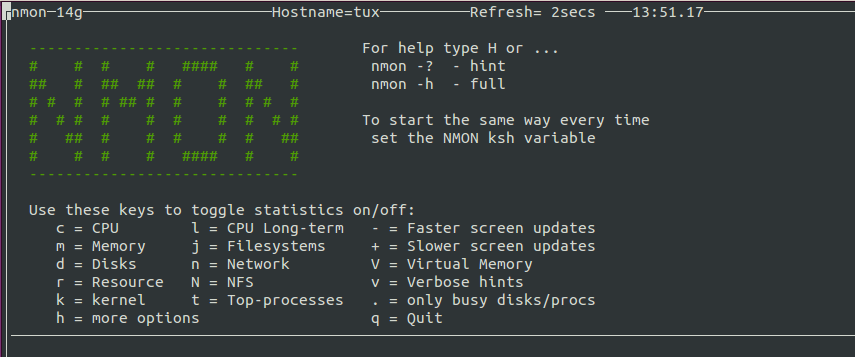 nmon-14g Hostname=tux Refresh= 2secs 13:51.17
------------------------------ For help type H or ...
#    #  #    #   ####   #    # nmon -? - hint
##   #  ##  ##  #    #  ##   # nmon -h - full
# #  #  # ## #  #    #  # #  #
#  # #  #    #  #    #  #  # # To start the same way every time
#   ##  #    #  #    #  #   ## set the NMON ksh variable
#    #  #    #   ####   #    #
------------------------------
Use these keys to toggle statistics on/off:
c = CPU l = CPU Long-term - = Faster screen updates
m = Memory j = Filesystems + = Slower screen updates
d = Disks n = Network V = Virtual Memory
r = Resource N = NFS v = Verbose hints
k = kernel t = Top-processes . = only busy disks/procs
h = more options q = Quit